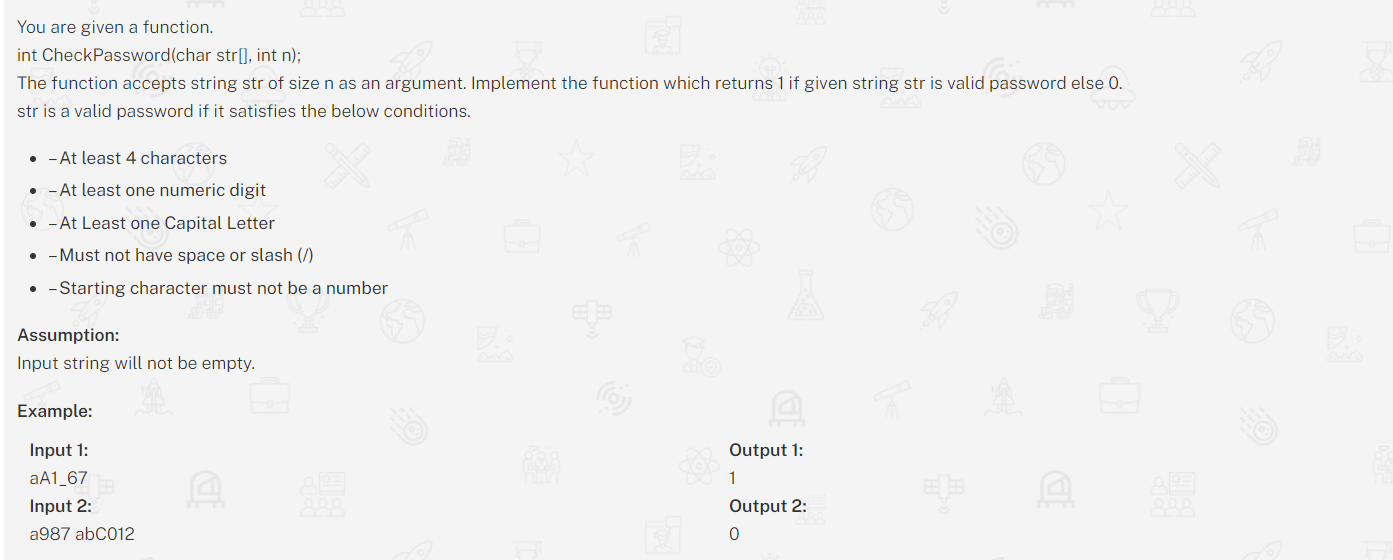 You are given a function.
int CheckPassword(char str[], int n);
The function accepts string str of size n as an argument. Implement the function which returns 1 if given string str is valid password else 0.
str is a valid password if it satisfies the below conditions.
• – At least 4 characters
• – At least one numeric digit
• – At Least one Capital Letter
• – Must not have space or slash (/)
• – Starting character must not be a number
Assumption:
Input string will not be empty.
Example:
Input 1:
aA1_67
Input 2:
a987 abC012
Output 1:
1
Output 2:
0